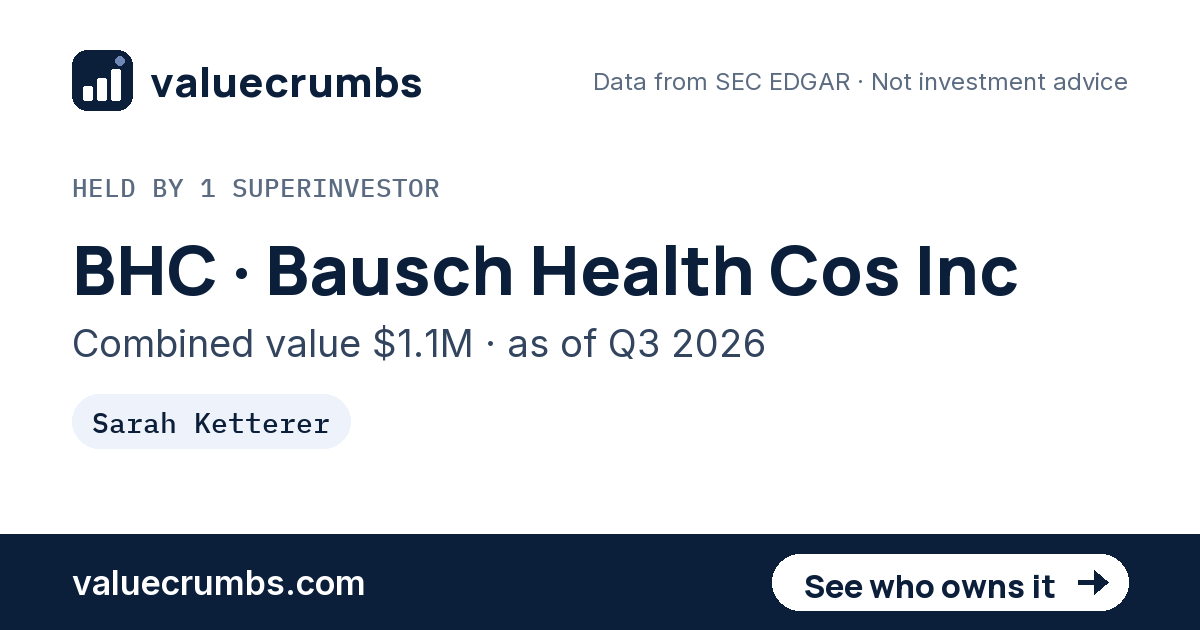 valuecrumbs
Data from SEC EDGAR · Not investment advice
HELD BY 1 SUPERINVESTOR
BHC · Bausch Health Cos Inc
Combined value $1.1M · as of Q3 2026
Sarah Ketterer
valuecrumbs.com
See who owns it →